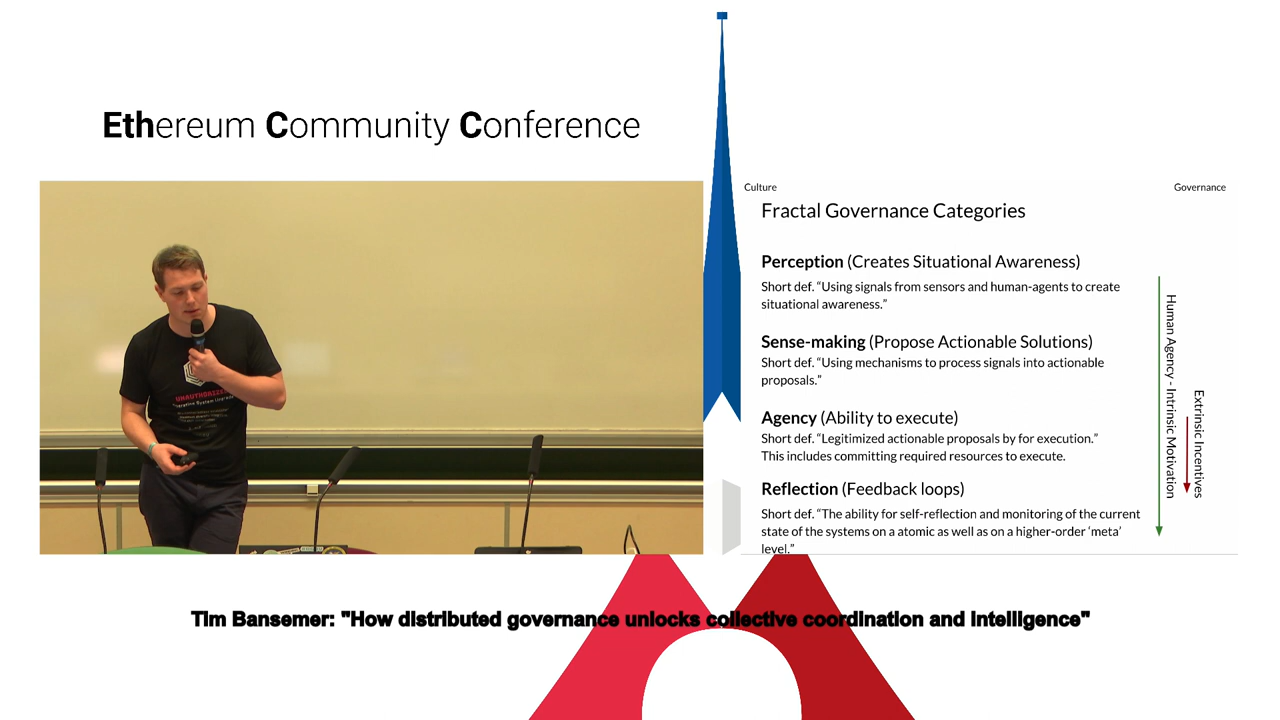 Ethereum Community Conference
Culture
Governance
Fractal Governance Categories
Perception (Creates Situational Awareness)
Short def. “Using signals from sensors and human-agents to create
situational awareness.”
Sense-making (Propose Actionable Solutions)
Short def. “Using mechanisms to process signals into actionable
proposals.”
Agency (Ability to execute)
Short def. “Legitimized actionable proposals by for execution.”
This includes committing required resources to execute.
Reflection (Feedback loops)
Short def. “The ability for self-reflection and monitoring of the current
state of the systems on a atomic as well as on a higher-order ‘meta’
level.”
Human Agency - Intrinsic Motivation
Extrinsic Incentives
UNAUTHORIZED
Operating System Upgrade
Tim Bansemer: "How distributed governance unlocks collective coordination and intelligence"